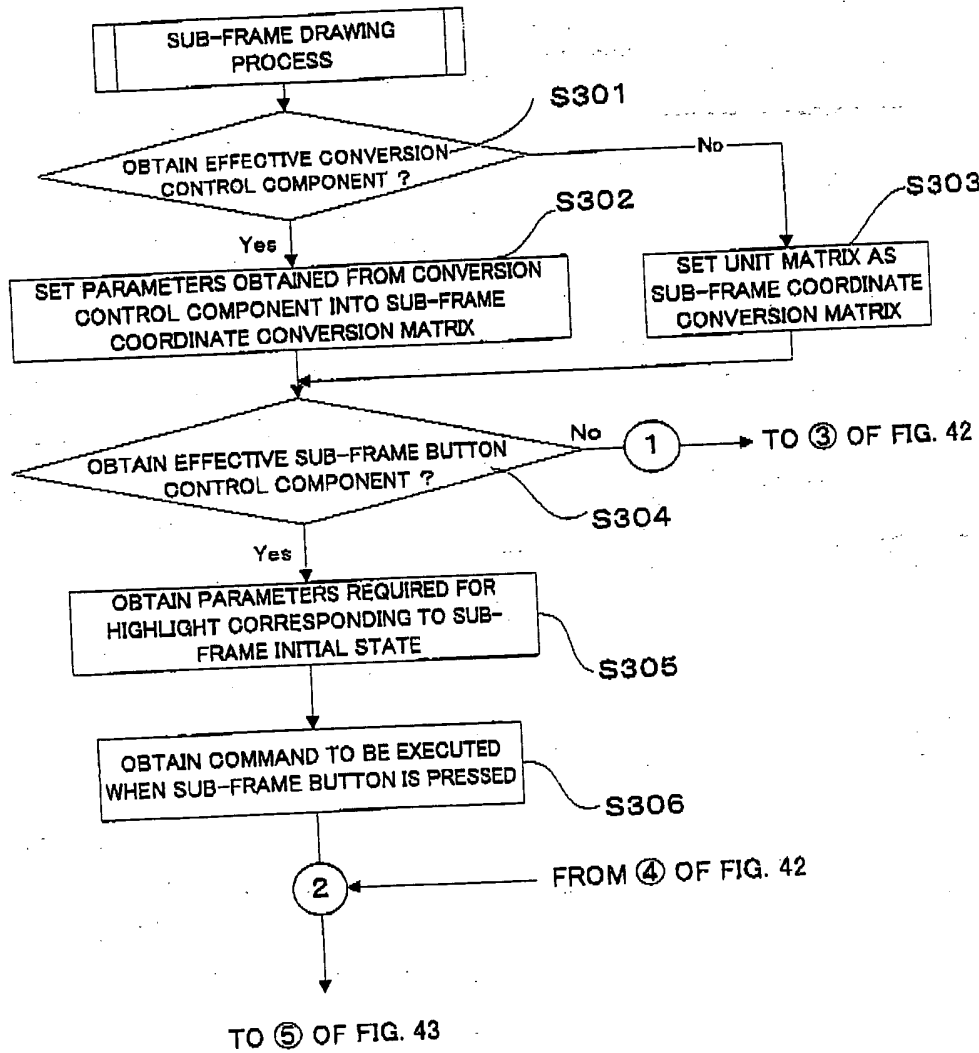 SUB-FRAME DRAWING
PROCESS
S301
OBTAIN EFFECTIVE CONVERSION
CONTROL COMPONENT ?
No
Yes
S302
S303
SET PARAMETERS OBTAINED FROM CONVERSION
CONTROL COMPONENT INTO SUB-FRAME
COORDINATE CONVERSION MATRIX
SET UNIT MATRIX AS
SUB-FRAME COORDINATE
CONVERSION MATRIX
OBTAIN EFFECTIVE SUB-FRAME BUTTON
CONTROL COMPONENT ?
No
1
TO ③ OF FIG. 42
S304
Yes
OBTAIN PARAMETERS REQUIRED FOR
HIGHLIGHT CORRESPONDING TO SUB-
FRAME INITIAL STATE
S305
OBTAIN COMMAND TO BE EXECUTED
WHEN SUB-FRAME BUTTON IS PRESSED
S306
2
FROM ④ OF FIG. 42
TO ⑤ OF FIG. 43